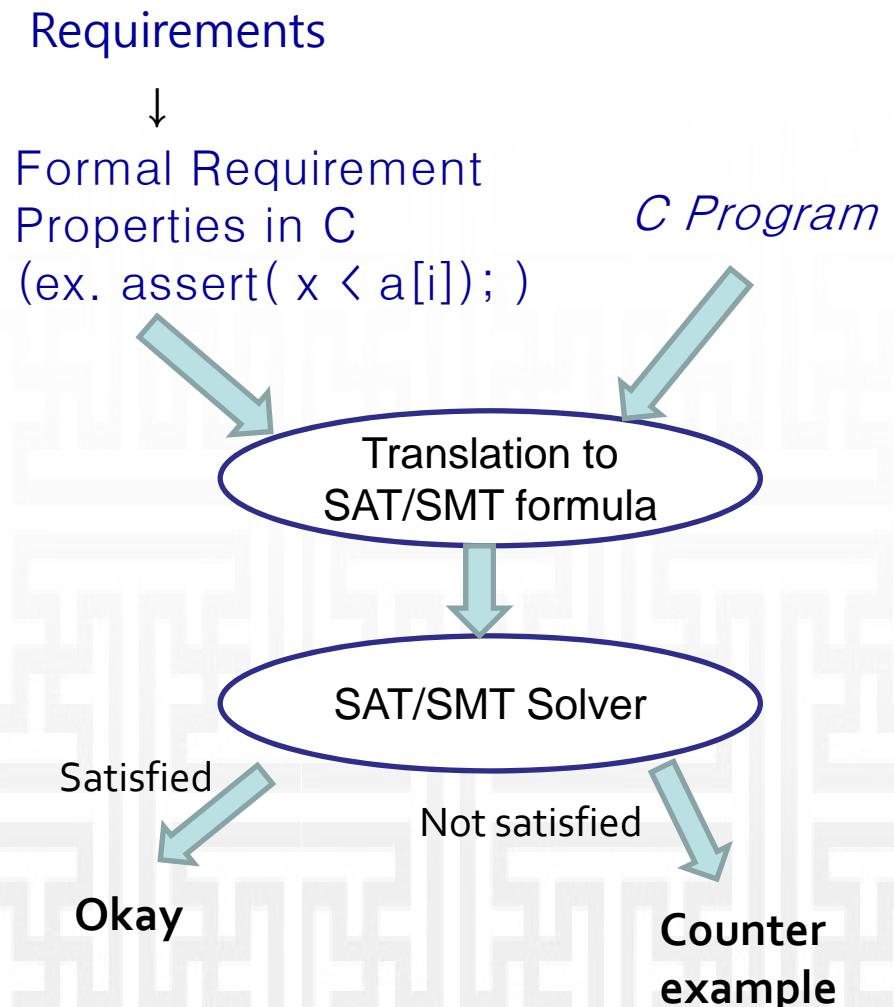 Requirements
↓
Formal Requirement
Properties in C
(ex. assert( x < a[i]); )
C Program
Translation to
SAT/SMT formula
SAT/SMT Solver
Satisfied
Not satisfied
Okay
Counter
example